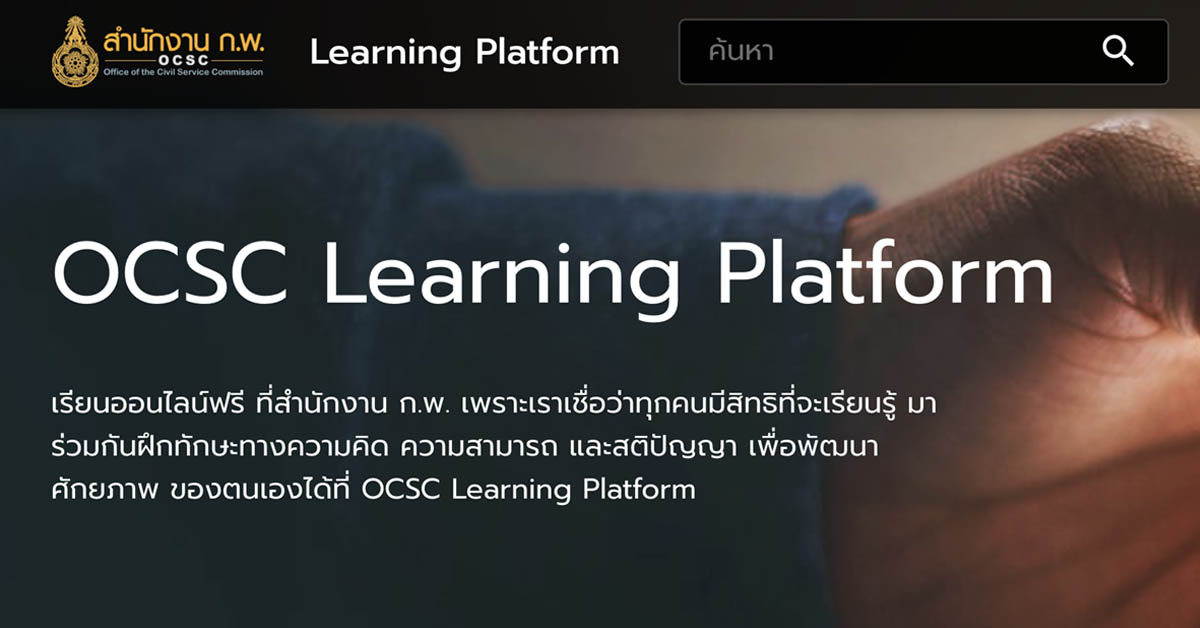 สำนักงาน ก.พ.
OCSC
Office of the Civil Service Commission
Learning Platform
ค้นหา
OCSC Learning Platform
เรียนออนไลน์ฟรี ที่สำนักงาน ก.พ. เพราะเราเชื่อว่าทุกคนมีสิทธิที่จะเรียนรู้ มา
ร่วมกันฝึกทักษะทางความคิด ความสามารถ และสติปัญญา เพื่อพัฒนา
ศักยภาพ ของตนเองได้ที่ OCSC Learning Platform